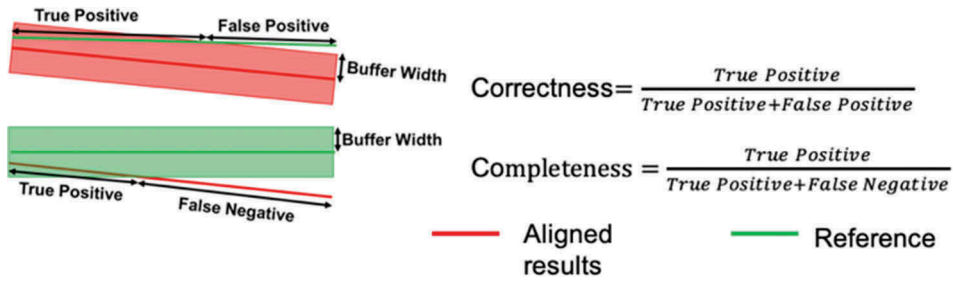 True Positive
False Positive
Buffer Width
Correctness= True Positive / True Positive+False Positive
Buffer Width
True Positive
False Negative
Completeness= True Positive / True Positive+False Negative
Aligned
results
Reference